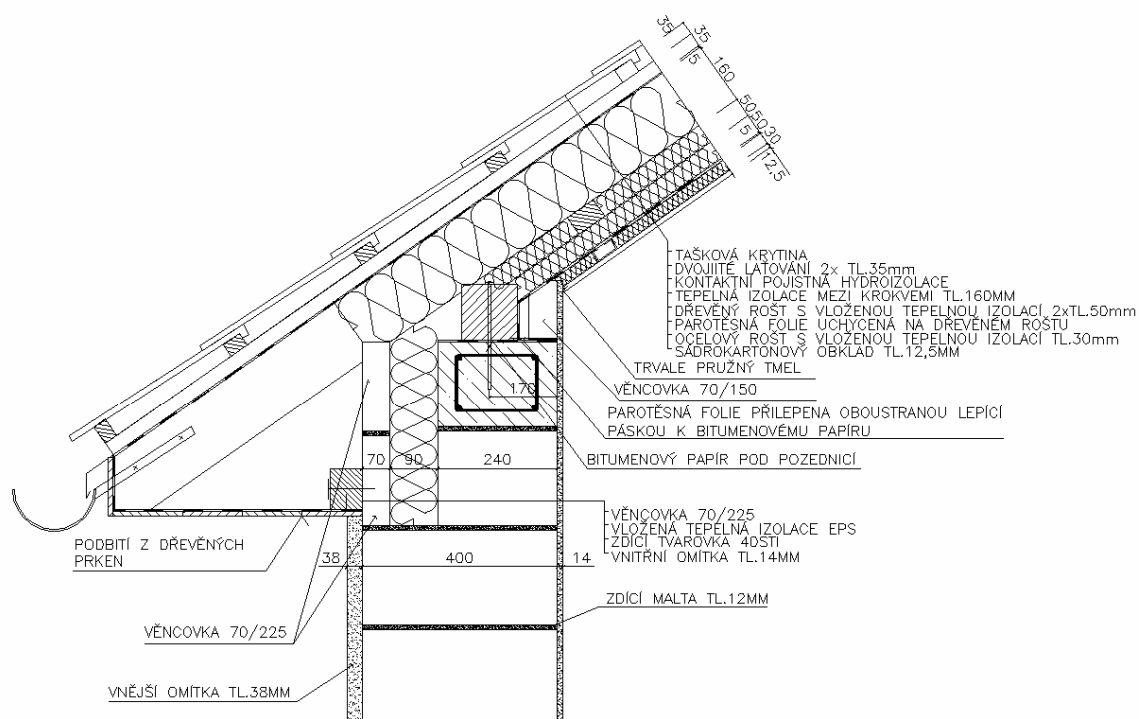 35
35
5
160
50
50
5
30
12,5
TAŠKOVÁ KRYTINA
DVOJIITÉ LAŤOVÁNÍ 2x TL.35mm
KONTAKTNÍ POJISTNÁ HYDROIZOLACE
TEPELNÁ IZOLACE MEZI KROKVEMI TL.160MM
DŘEVĚNÝ ROŠT S VLOŽENOU TEPELNOU IZOLACÍ 2xTL.50mm
PAROTĚSNÁ FOLIE UCHYCENÁ NA DŘEVĚNÉM ROŠTU
OCELOVÝ ROŠT S VLOŽENOU TEPELNOU IZOLACÍ TL.30mm
SÁDROKARTONOVÝ OBKLAD TL.12,5MM
TRVALE PRUŽNÝ TMEL
VĚNCOVKA 70/150
170
PAROTĚSNÁ FOLIE PŘILEPENA OBOUSTRANOU LEPÍCÍ
PÁSKOU K BITUMENOVÉMU PAPÍRU
BITUMENOVÝ PAPÍR POD POZEDNICÍ
70 90 240
VĚNCOVKA 70/225
VLOŽENÁ TEPELNÁ IZOLACE EPS
ZDÍCÍ TVAROVKA 40STI
VNITŘNÍ OMÍTKA TL.14MM
PODBITÍ Z DŘEVĚNÝCH
PRKEN
38 400 14
ZDÍCÍ MALTA TL.12MM
VĚNCOVKA 70/225
VNĚJŠÍ OMÍTKA TL.38MM